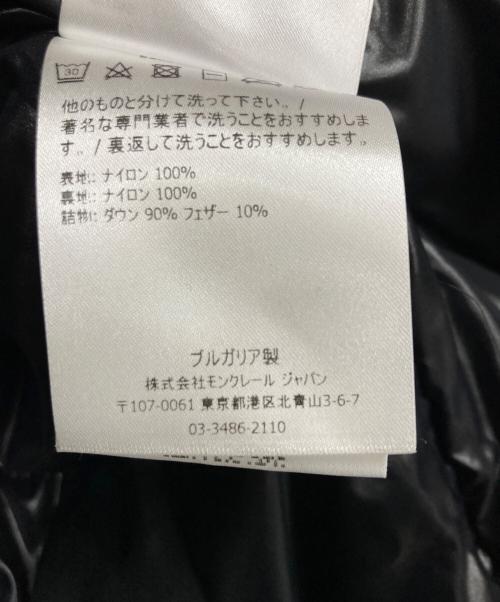 30
他のものと分けて洗って下さい。/
著名な専門業者で洗うことをおすすめしま
す。/ 裏返して洗うことをおすすめします。
表地: ナイロン 100%
裏地: ナイロン 100%
詰物: ダウン 90% フェザー 10%
ブルガリア製
株式会社モンクレール ジャパン
〒107-0061 東京都港区北青山3-6-7
03-3486-2110